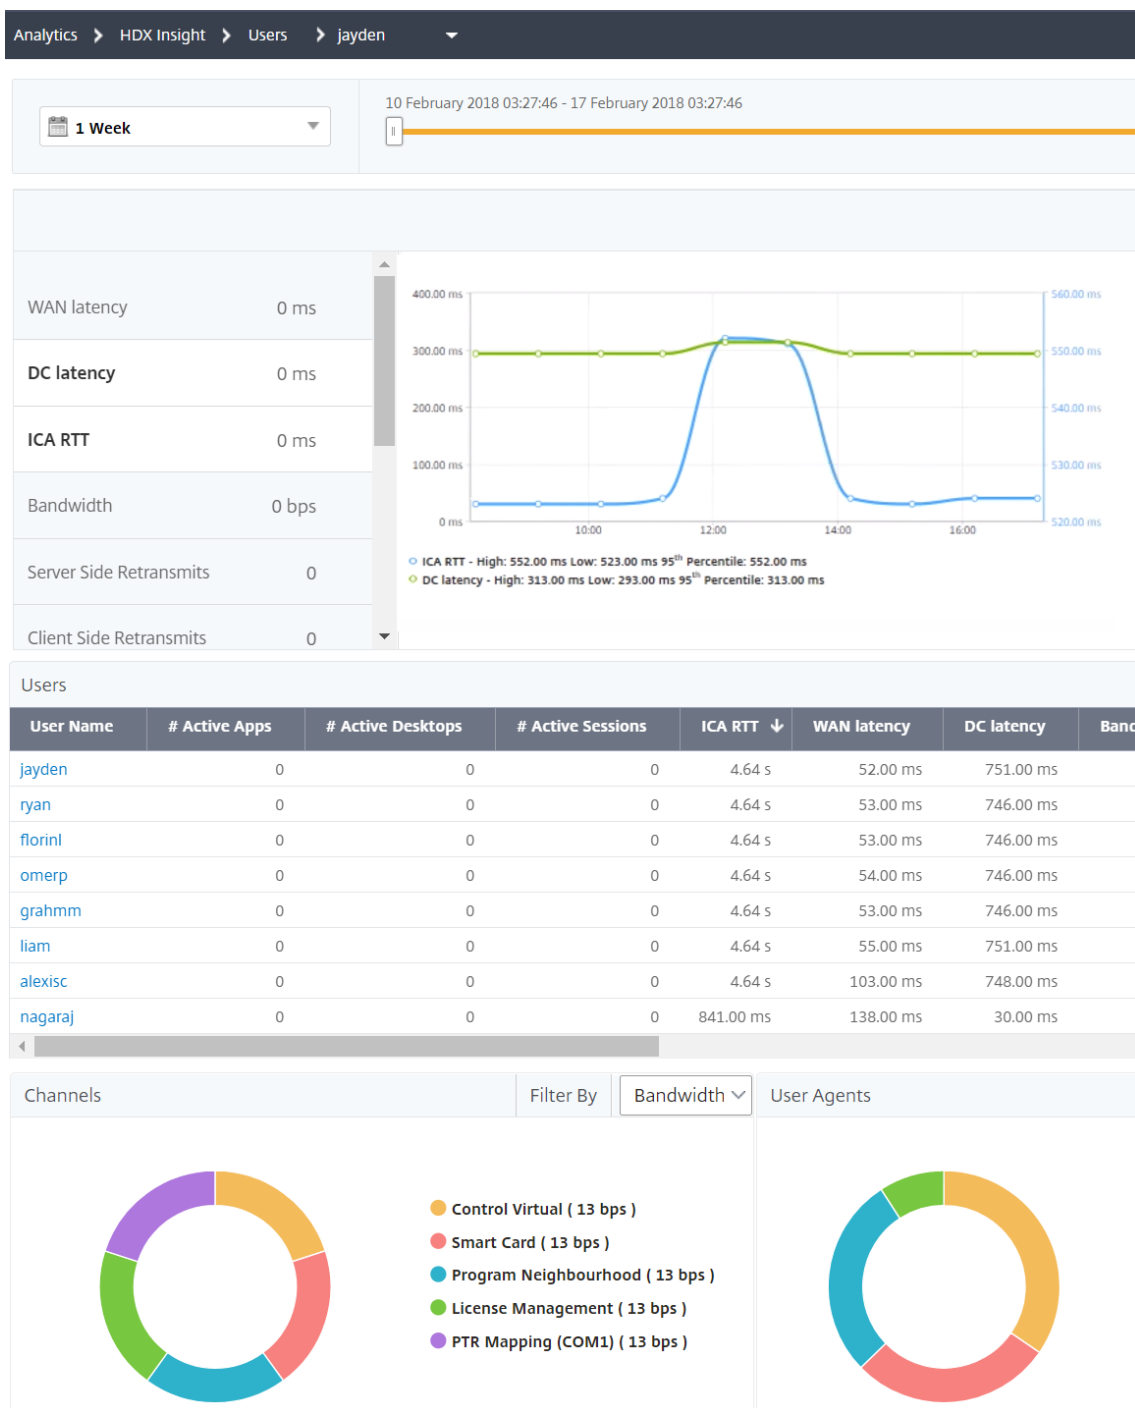 Analytics > HDX Insight > Users > jayden
10 February 2018 03:27:46 - 17 February 2018 03:27:46
1 Week
WAN latency 0 ms
DC latency 0 ms
ICA RTT 0 ms
Bandwidth 0 bps
Server Side Retransmits 0
Client Side Retransmits 0
400.00 ms 560.00 ms
300.00 ms 550.00 ms
200.00 ms 540.00 ms
100.00 ms 530.00 ms
0 ms 520.00 ms
10:00 12:00 14:00 16:00
ICA RTT - High: 552.00 ms Low: 523.00 ms 95th Percentile: 552.00 ms
DC latency - High: 313.00 ms Low: 293.00 ms 95th Percentile: 313.00 ms
Users
User Name # Active Apps # Active Desktops # Active Sessions ICA RTT WAN latency DC latency Band
jayden 0 0 0 4.64 s 52.00 ms 751.00 ms
ryan 0 0 0 4.64 s 53.00 ms 746.00 ms
florinl 0 0 0 4.64 s 53.00 ms 746.00 ms
omerp 0 0 0 4.64 s 54.00 ms 746.00 ms
grahmm 0 0 0 4.64 s 53.00 ms 746.00 ms
liam 0 0 0 4.64 s 55.00 ms 751.00 ms
alexisc 0 0 0 4.64 s 103.00 ms 748.00 ms
nagaraj 0 0 0 841.00 ms 138.00 ms 30.00 ms
Channels Filter By Bandwidth User Agents
Control Virtual ( 13 bps )
Smart Card ( 13 bps )
Program Neighbourhood ( 13 bps )
License Management ( 13 bps )
PTR Mapping (COM1) ( 13 bps )